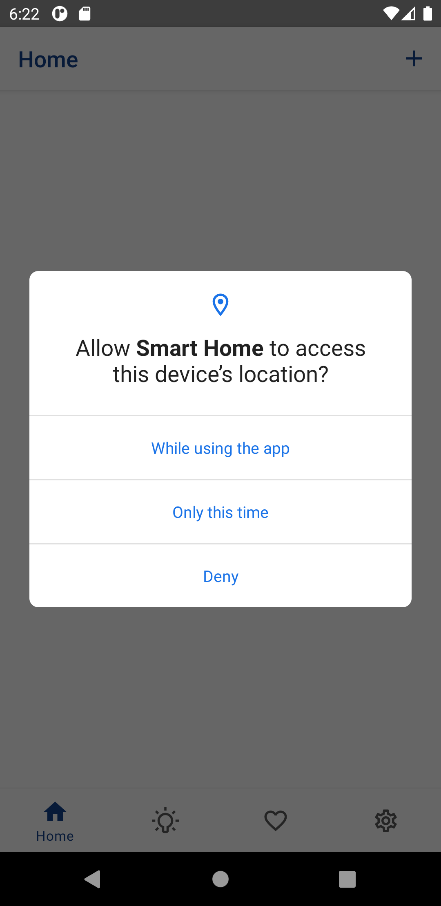 6:22
Home
Allow Smart Home to access
this device’s location?
While using the app
Only this time
Deny
Home